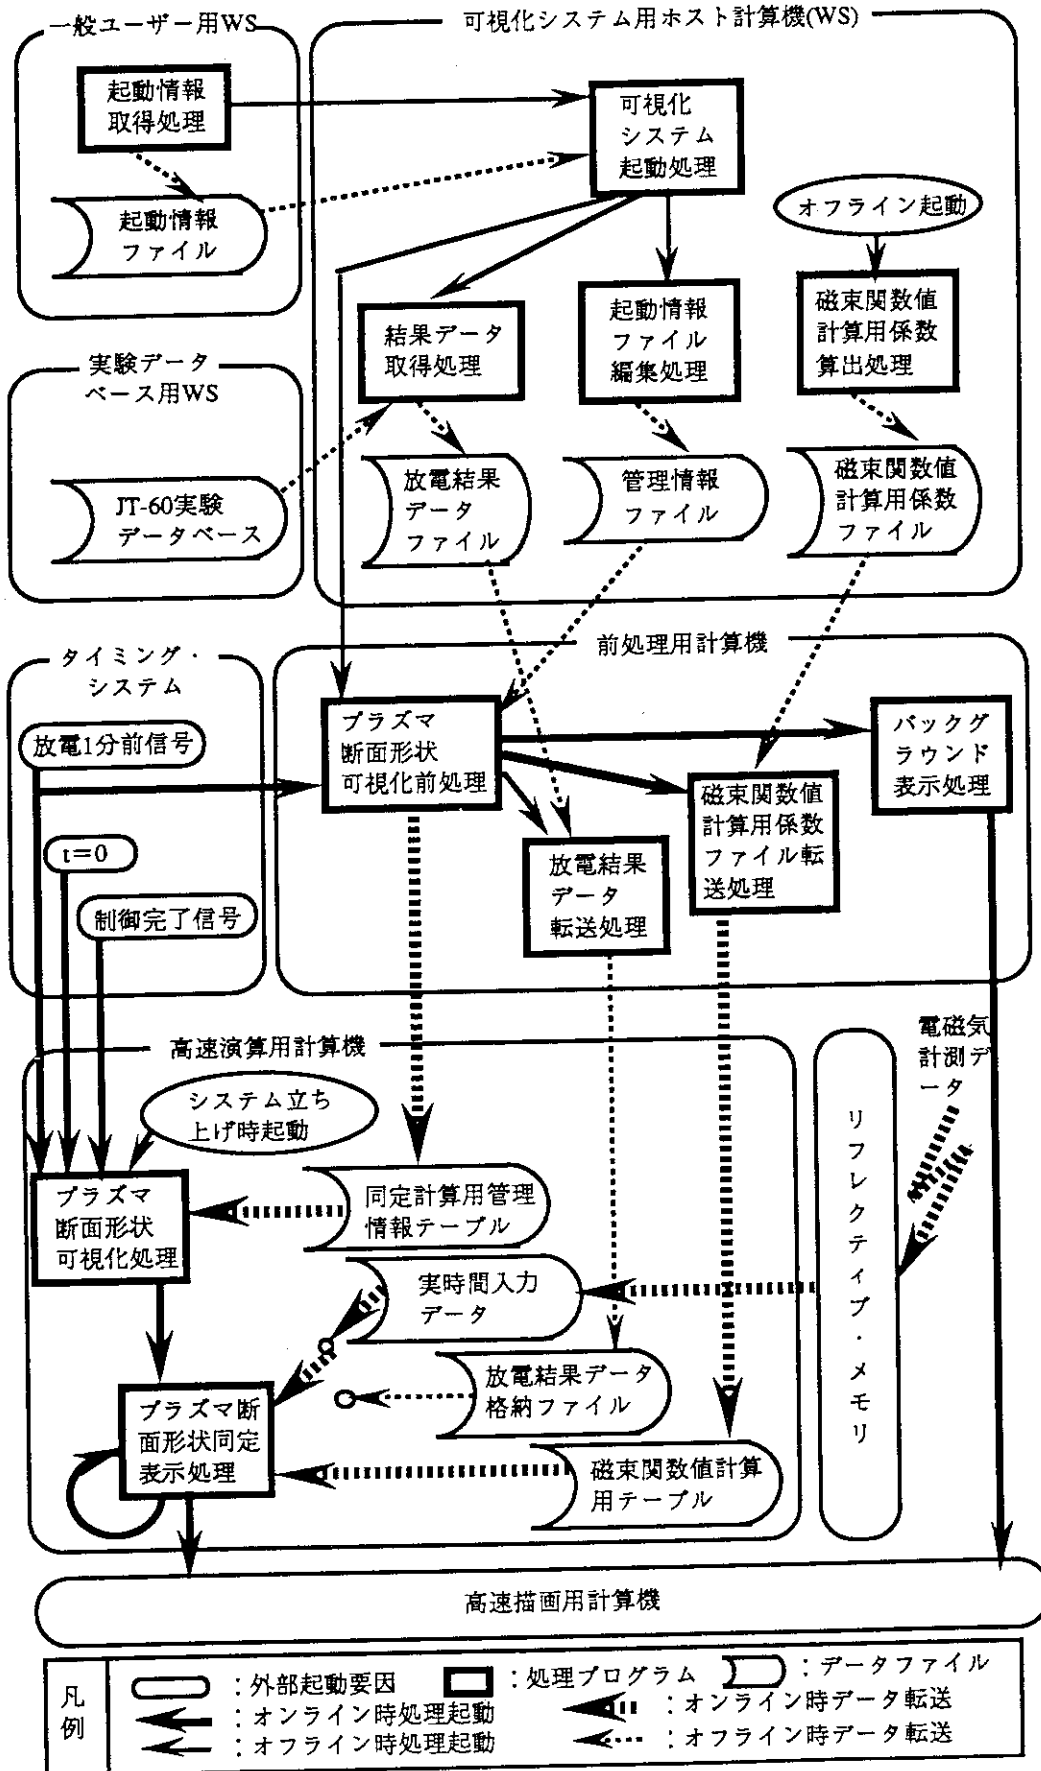 一般ユーザー用WS
可視化システム用ホスト計算機(WS)
起動情報
取得処理
可視化
システム
起動処理
起動情報
ファイル
オフライン起動
結果データ
取得処理
起動情報
ファイル
編集処理
磁束関数値
計算用係数
算出処理
実験データ
ベース用WS
JT-60実験
データベース
放電結果
データ
ファイル
管理情報
ファイル
磁束関数値
計算用係数
ファイル
タイミング・
システム
前処理用計算機
放電1分前信号
t=0
制御完了信号
プラズマ
断面形状
可視化前処理
バックグ
ラウンド
表示処理
磁束関数値
計算用係数
ファイル転
送処理
放電結果
データ
転送処理
高速演算用計算機
電磁気
計測デ
ータ
システム立ち
上げ時起動
リフレクティブ・メモリ
プラズマ
断面形状
可視化処理
同定計算用管理
情報テーブル
実時間入力
データ
放電結果データ
格納ファイル
プラズマ断
面形状同定
表示処理
磁束関数値計算
用テーブル
高速描画用計算機
凡例
:外部起動要因
:処理プログラム
:データファイル
:オンライン時処理起動
:オンライン時データ転送
:オフライン時処理起動
:オフライン時データ転送